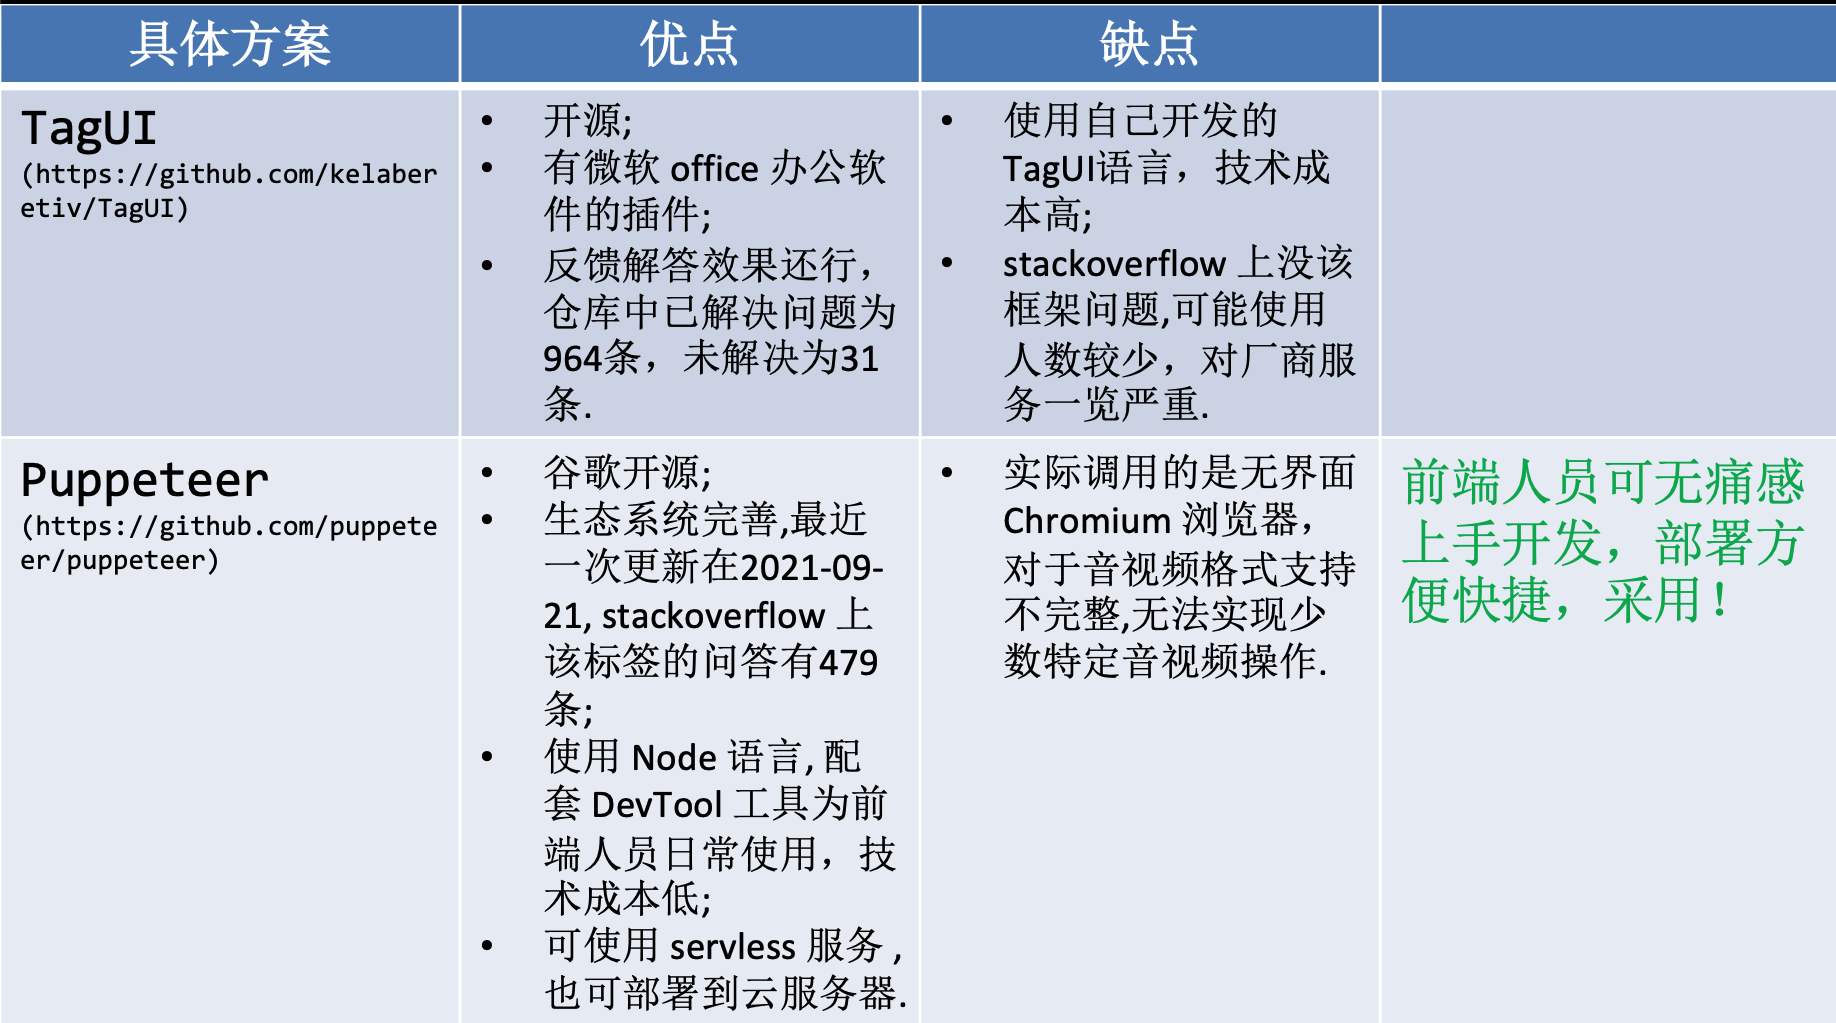 具体方案
优点
缺点
TagUI
(https://github.com/kelaber
etiv/TagUI)
• 开源;
• 有微软 office 办公软
件的插件;
• 反馈解答效果还行，
仓库中已解决问题为
964条，未解决为31
条.
• 使用自己开发的
TagUI语言，技术成
本高;
• stackoverflow 上没该
框架问题,可能使用
人数较少，对厂商服
务一览严重.
Puppeteer
(https://github.com/puppete
er/puppeteer)
• 谷歌开源;
• 生态系统完善,最近
一次更新在2021-09-
21, stackoverflow 上
该标签的问答有479
条;
• 使用 Node 语言, 配
套 DevTool 工具为前
端人员日常使用，技
术成本低;
• 可使用 servless 服务 ,
也可部署到云服务器.
• 实际调用的是无界面
Chromium 浏览器，
对于音视频格式支持
不完整,无法实现少
数特定音视频操作.
前端人员可无痛感
上手开发，部署方
便快捷，采用！